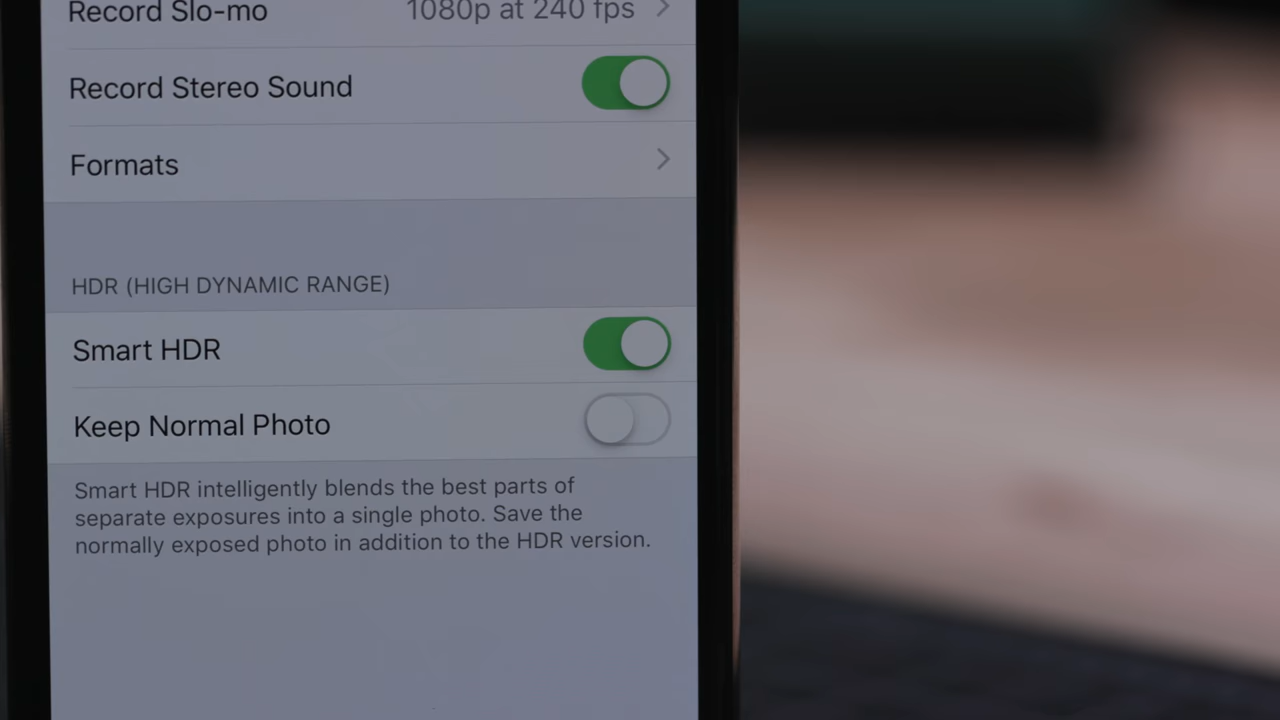 Record Slo-mo 1080p at 240 fps
Record Stereo Sound
Formats
HDR (HIGH DYNAMIC RANGE)
Smart HDR
Keep Normal Photo
Smart HDR intelligently blends the best parts of
separate exposures into a single photo. Save the
normally exposed photo in addition to the HDR version.